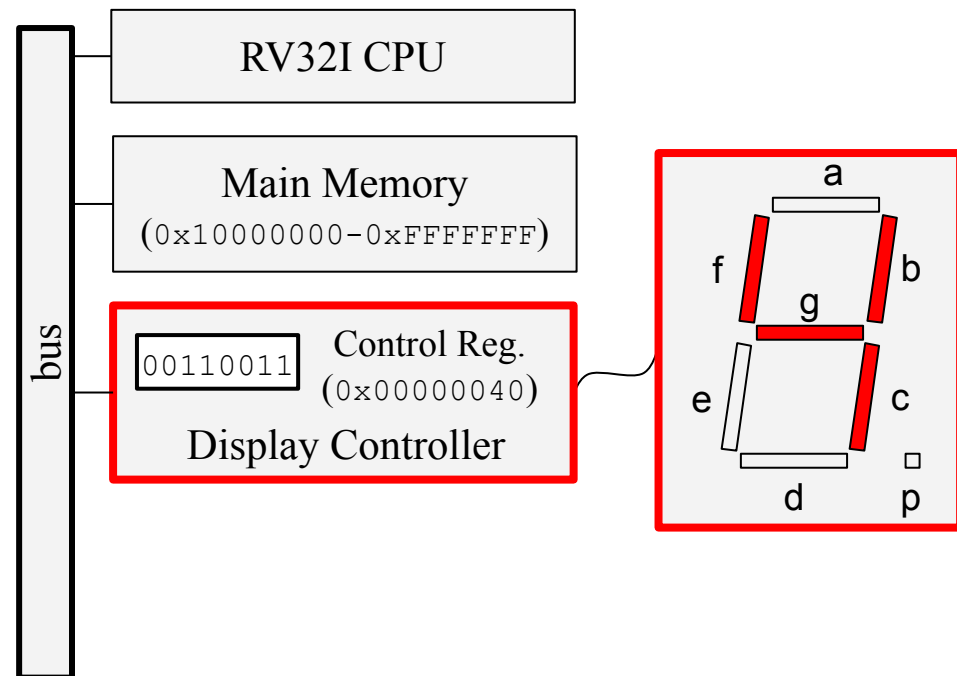 bus
RV32I CPU
Main Memory
(0x10000000-0xFFFFFFF)
00110011
Control Reg.
(0x00000040)
Display Controller
a
f
b
g
e
c
d
p